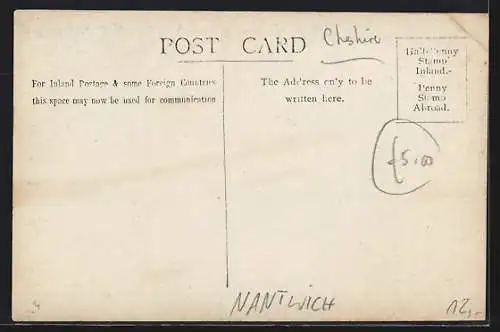 POST CARD
Cheshire
Half-Penny
Stamp
Inland.-
Penny
Stamp
Abroad.
For Inland Postage & some Foreign Countries
this space may now be used for communication
The Address only to be
written here.
£5.00
NANTWICH
12,-